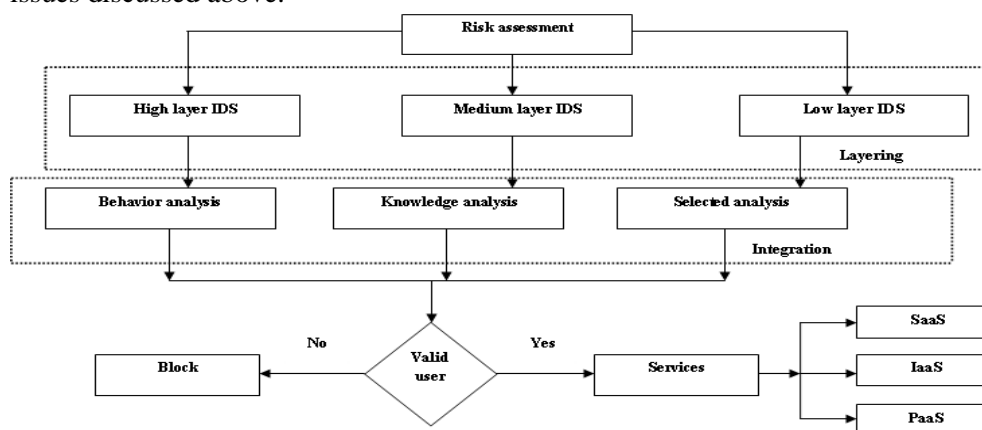 issues discussed above.
Risk assessment
High layer IDS
Medium layer IDS
Low layer IDS
Layering
Behavior analysis
Knowledge analysis
Selected analysis
Integration
No
Valid
user
Yes
Block
Services
SaaS
IaaS
PaaS